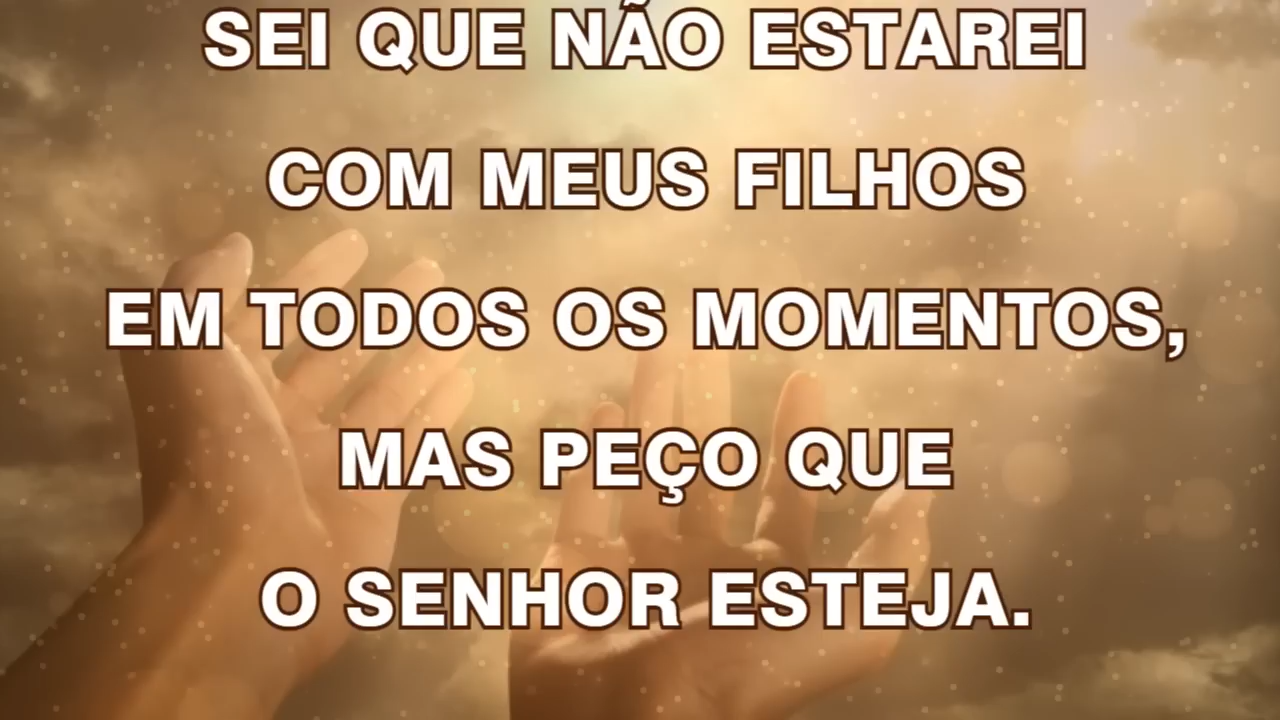 SEI QUE NÃO ESTAREI
COM MEUS FILHOS
EM TODOS OS MOMENTOS,
MAS PEÇO QUE
O SENHOR ESTEJA.